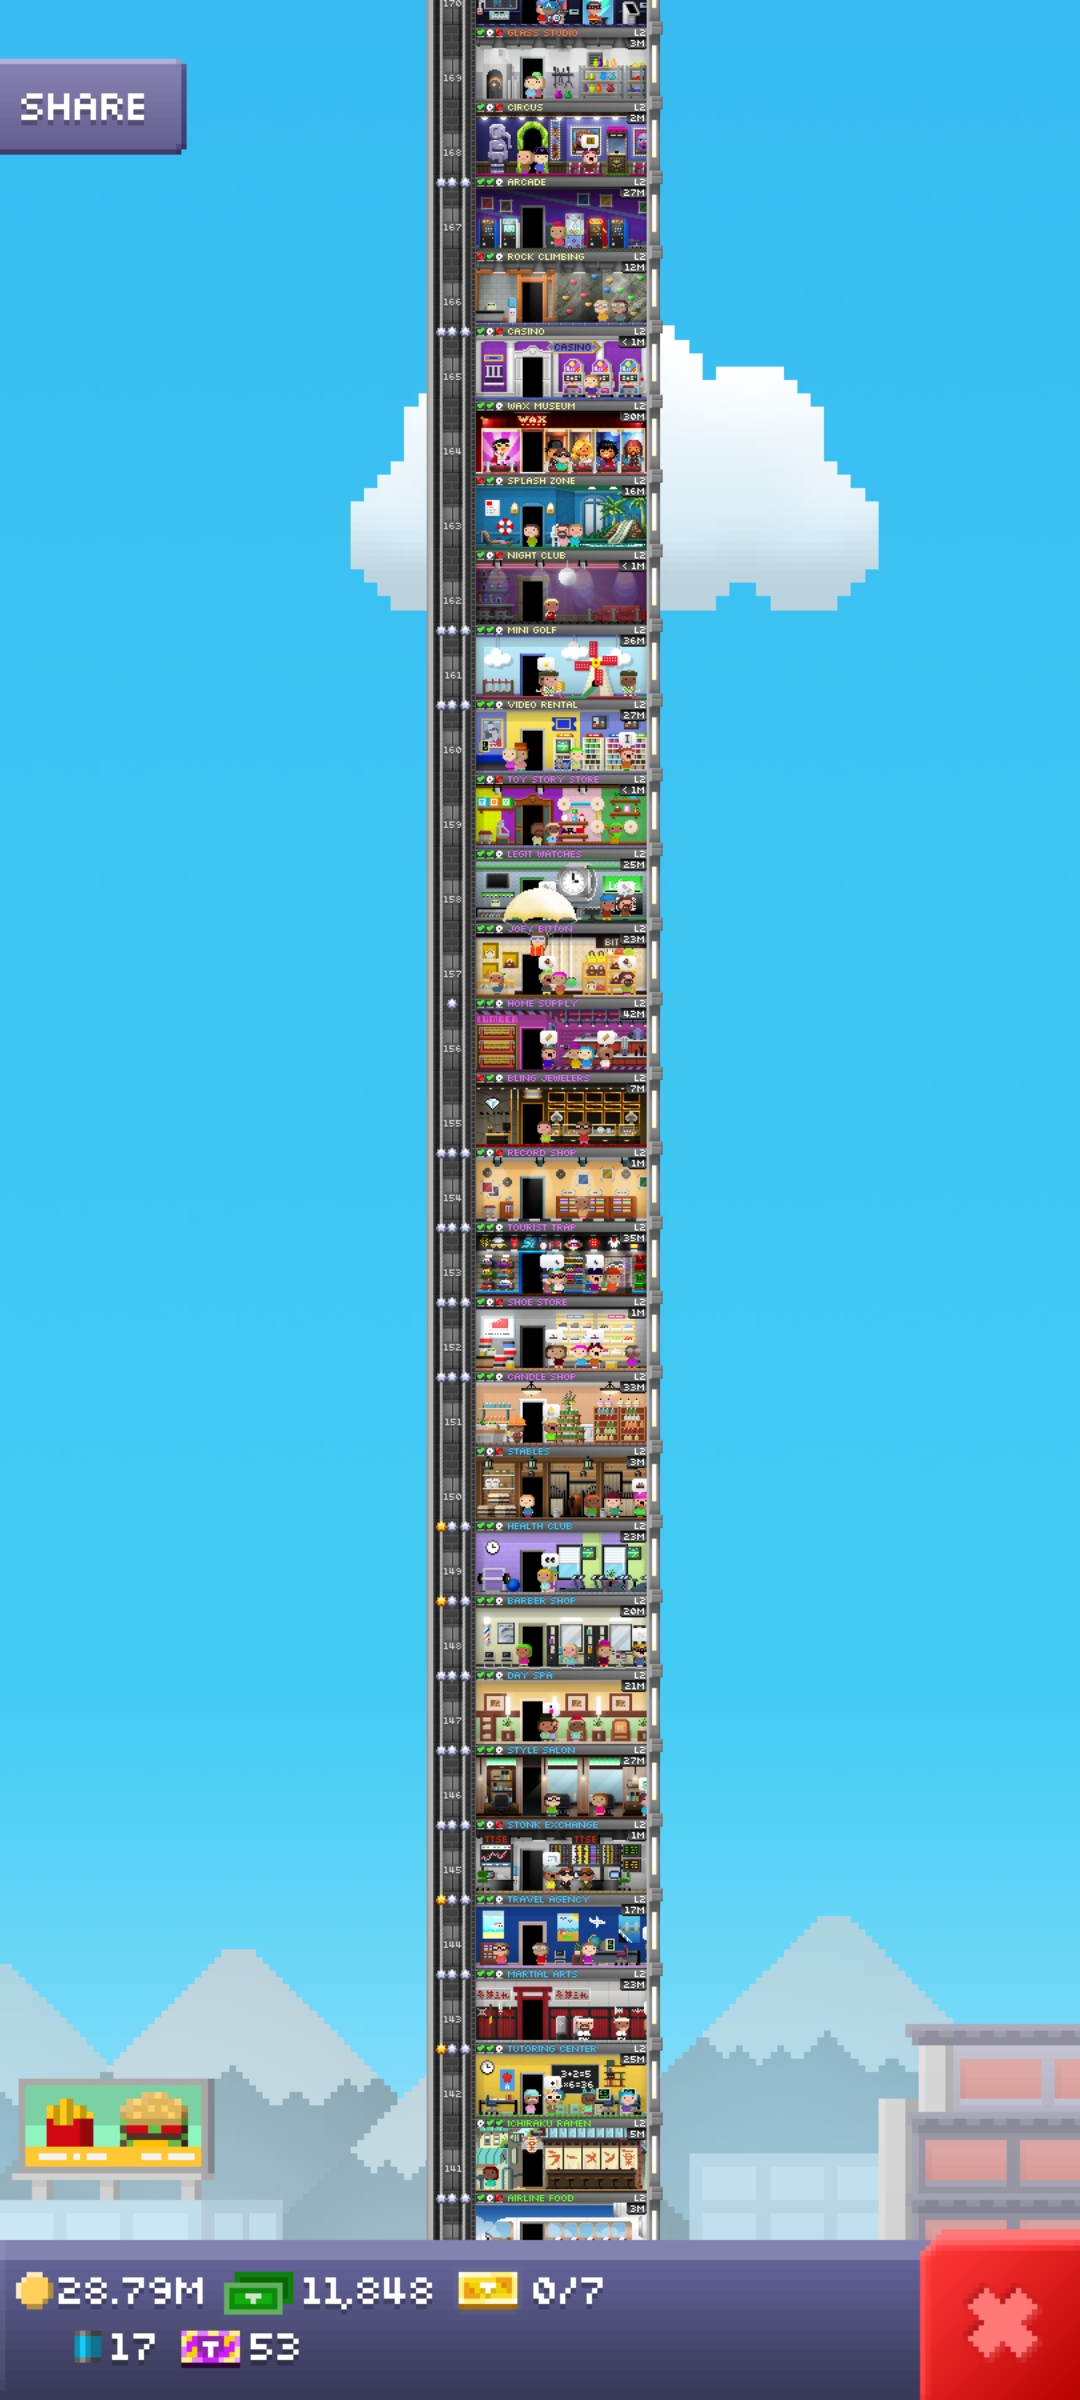 170
SHARE
GLASS STUDIO L2
3M
169
CIRCUS L2
2M
168
ARCADE L2
27M
167
ROCK CLIMBING L2
12M
166
CASINO L2
< 1M
CASINO
165
WAX MUSEUM L2
30M
WAX
164
SPLASH ZONE L2
16M
163
NIGHT CLUB L2
< 1M
162
MINI GOLF L2
36M
161
VIDEO RENTAL L2
27M
160
TOY STORY STORE L2
< 1M
TOY
159
LEGIT WATCHES L2
25M
158
JOEY BITTON L2
BIT 23M
157
HOME SUPPLY L2
LUMBER 42M
156
BLING JEWELERS L2
7M
155
RECORD SHOP L2
1M
154
TOURIST TRAP L2
35M
153
SHOE STORE L2
1M
152
CANDLE SHOP L2
33M
151
STABLES L2
3M
150
HEALTH CLUB L2
23M
149
BARBER SHOP L2
20M
148
DAY SPA L2
21M
147
STYLE SALON L2
27M
146
STONK EXCHANGE L2
TTSE TTSE 1M
145
TRAVEL AGENCY L2
17M
144
MARTIAL ARTS L2
23M
143
TUTORING CENTER L2
25M
3+2=5
×6=36
142
ICHIRAKU RAMEN L2
5M
ラーメン
141
AIRLINE FOOD L2
3M
28.79M 11,848 0/7
17 T 53